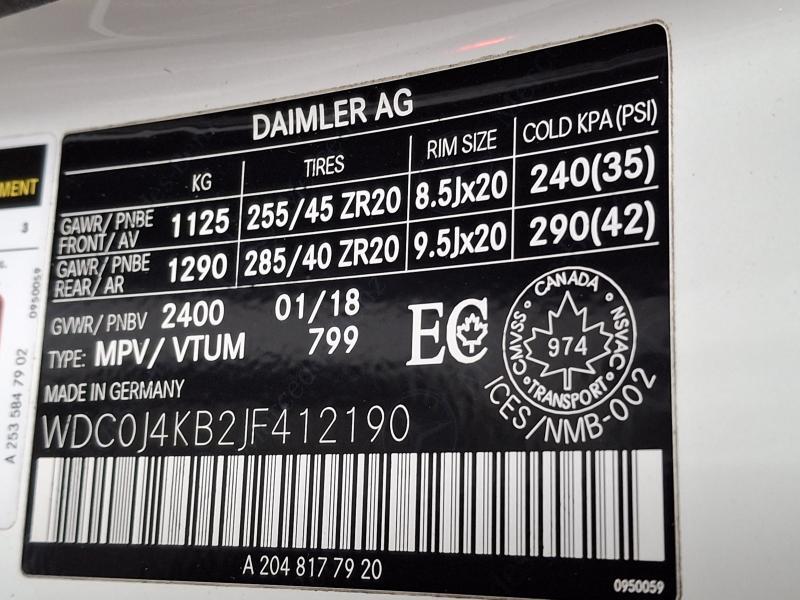 DAIMLER AG
KG TIRES RIM SIZE COLD KPA(PSI)
GAWR/PNBE FRONT/AV 1125 255/45 ZR20 8.5Jx20 240(35)
GAWR/PNBE REAR/AR 1290 285/40 ZR20 9.5Jx20 290(42)
GVWR/PNBV 2400 01/18
TYPE: MPV/VTUM 799
EC
CANADA
CMVSS NSVAC
974
TRANSPORT
ICES/NMB-002
MADE IN GERMANY
WDC0J4KB2JF412190
A 204 817 79 20
0950059
MENT
3
A 253 584 79 02
0950059